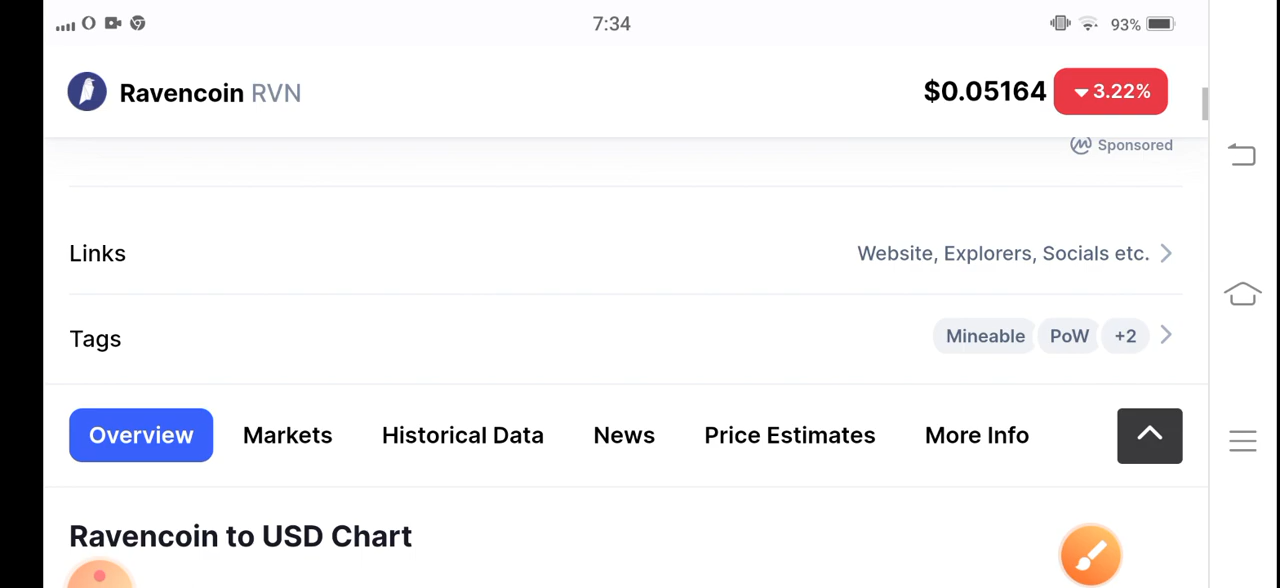 7:34
93%
Ravencoin RVN
$0.05164 3.22%
Sponsored
Links
Website, Explorers, Socials etc.
Tags
Mineable PoW +2
Overview Markets Historical Data News Price Estimates More Info
Ravencoin to USD Chart